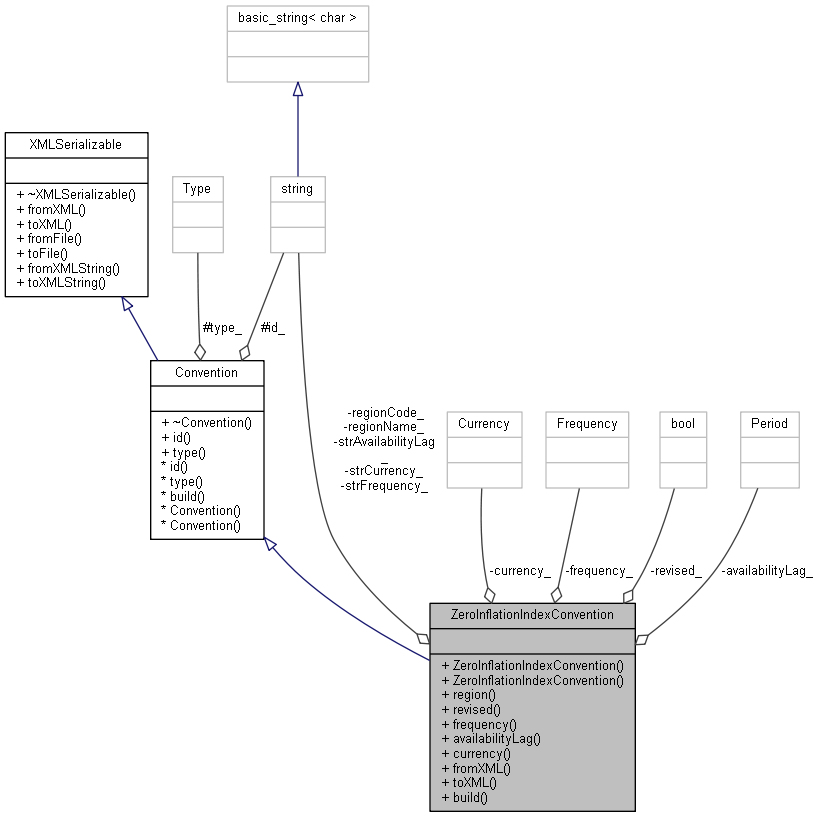 basic_string< char >
XMLSerializable
+ ~XMLSerializable()
+ fromXML()
+ toXML()
+ fromFile()
+ toFile()
+ fromXMLString()
+ toXMLString()
Type
string
#type_
#id_
Convention
+ ~Convention()
+ id()
+ type()
* id()
* type()
* build()
* Convention()
* Convention()
-regionCode_
-regionName_
-strAvailabilityLag
_
-strCurrency_
-strFrequency_
Currency
Frequency
bool
Period
-currency_
-frequency_
-revised_
-availabilityLag_
ZeroInflationIndexConvention
+ ZeroInflationIndexConvention()
+ ZeroInflationIndexConvention()
+ region()
+ revised()
+ frequency()
+ availabilityLag()
+ currency()
+ fromXML()
+ toXML()
+ build()